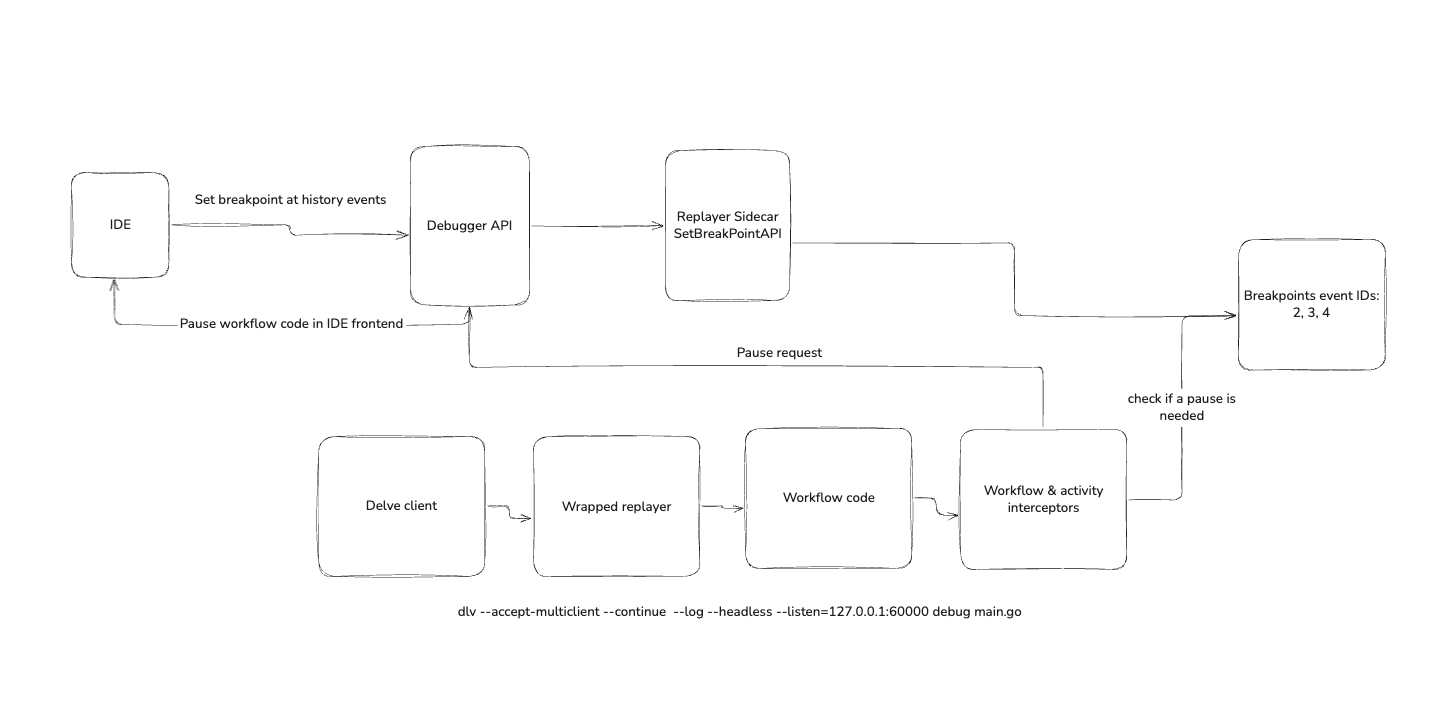 Set breakpoint at history events
IDE
Debugger API
Replayer Sidecar
SetBreakPointAPI
Breakpoints event IDs:
2, 3, 4
Pause workflow code in IDE frontend
Pause request
check if a pause is
needed
Delve client
Wrapped replayer
Workflow code
Workflow & activity
interceptors
dlv --accept-multiclient --continue  --log --headless --listen=127.0.0.1:60000 debug main.go